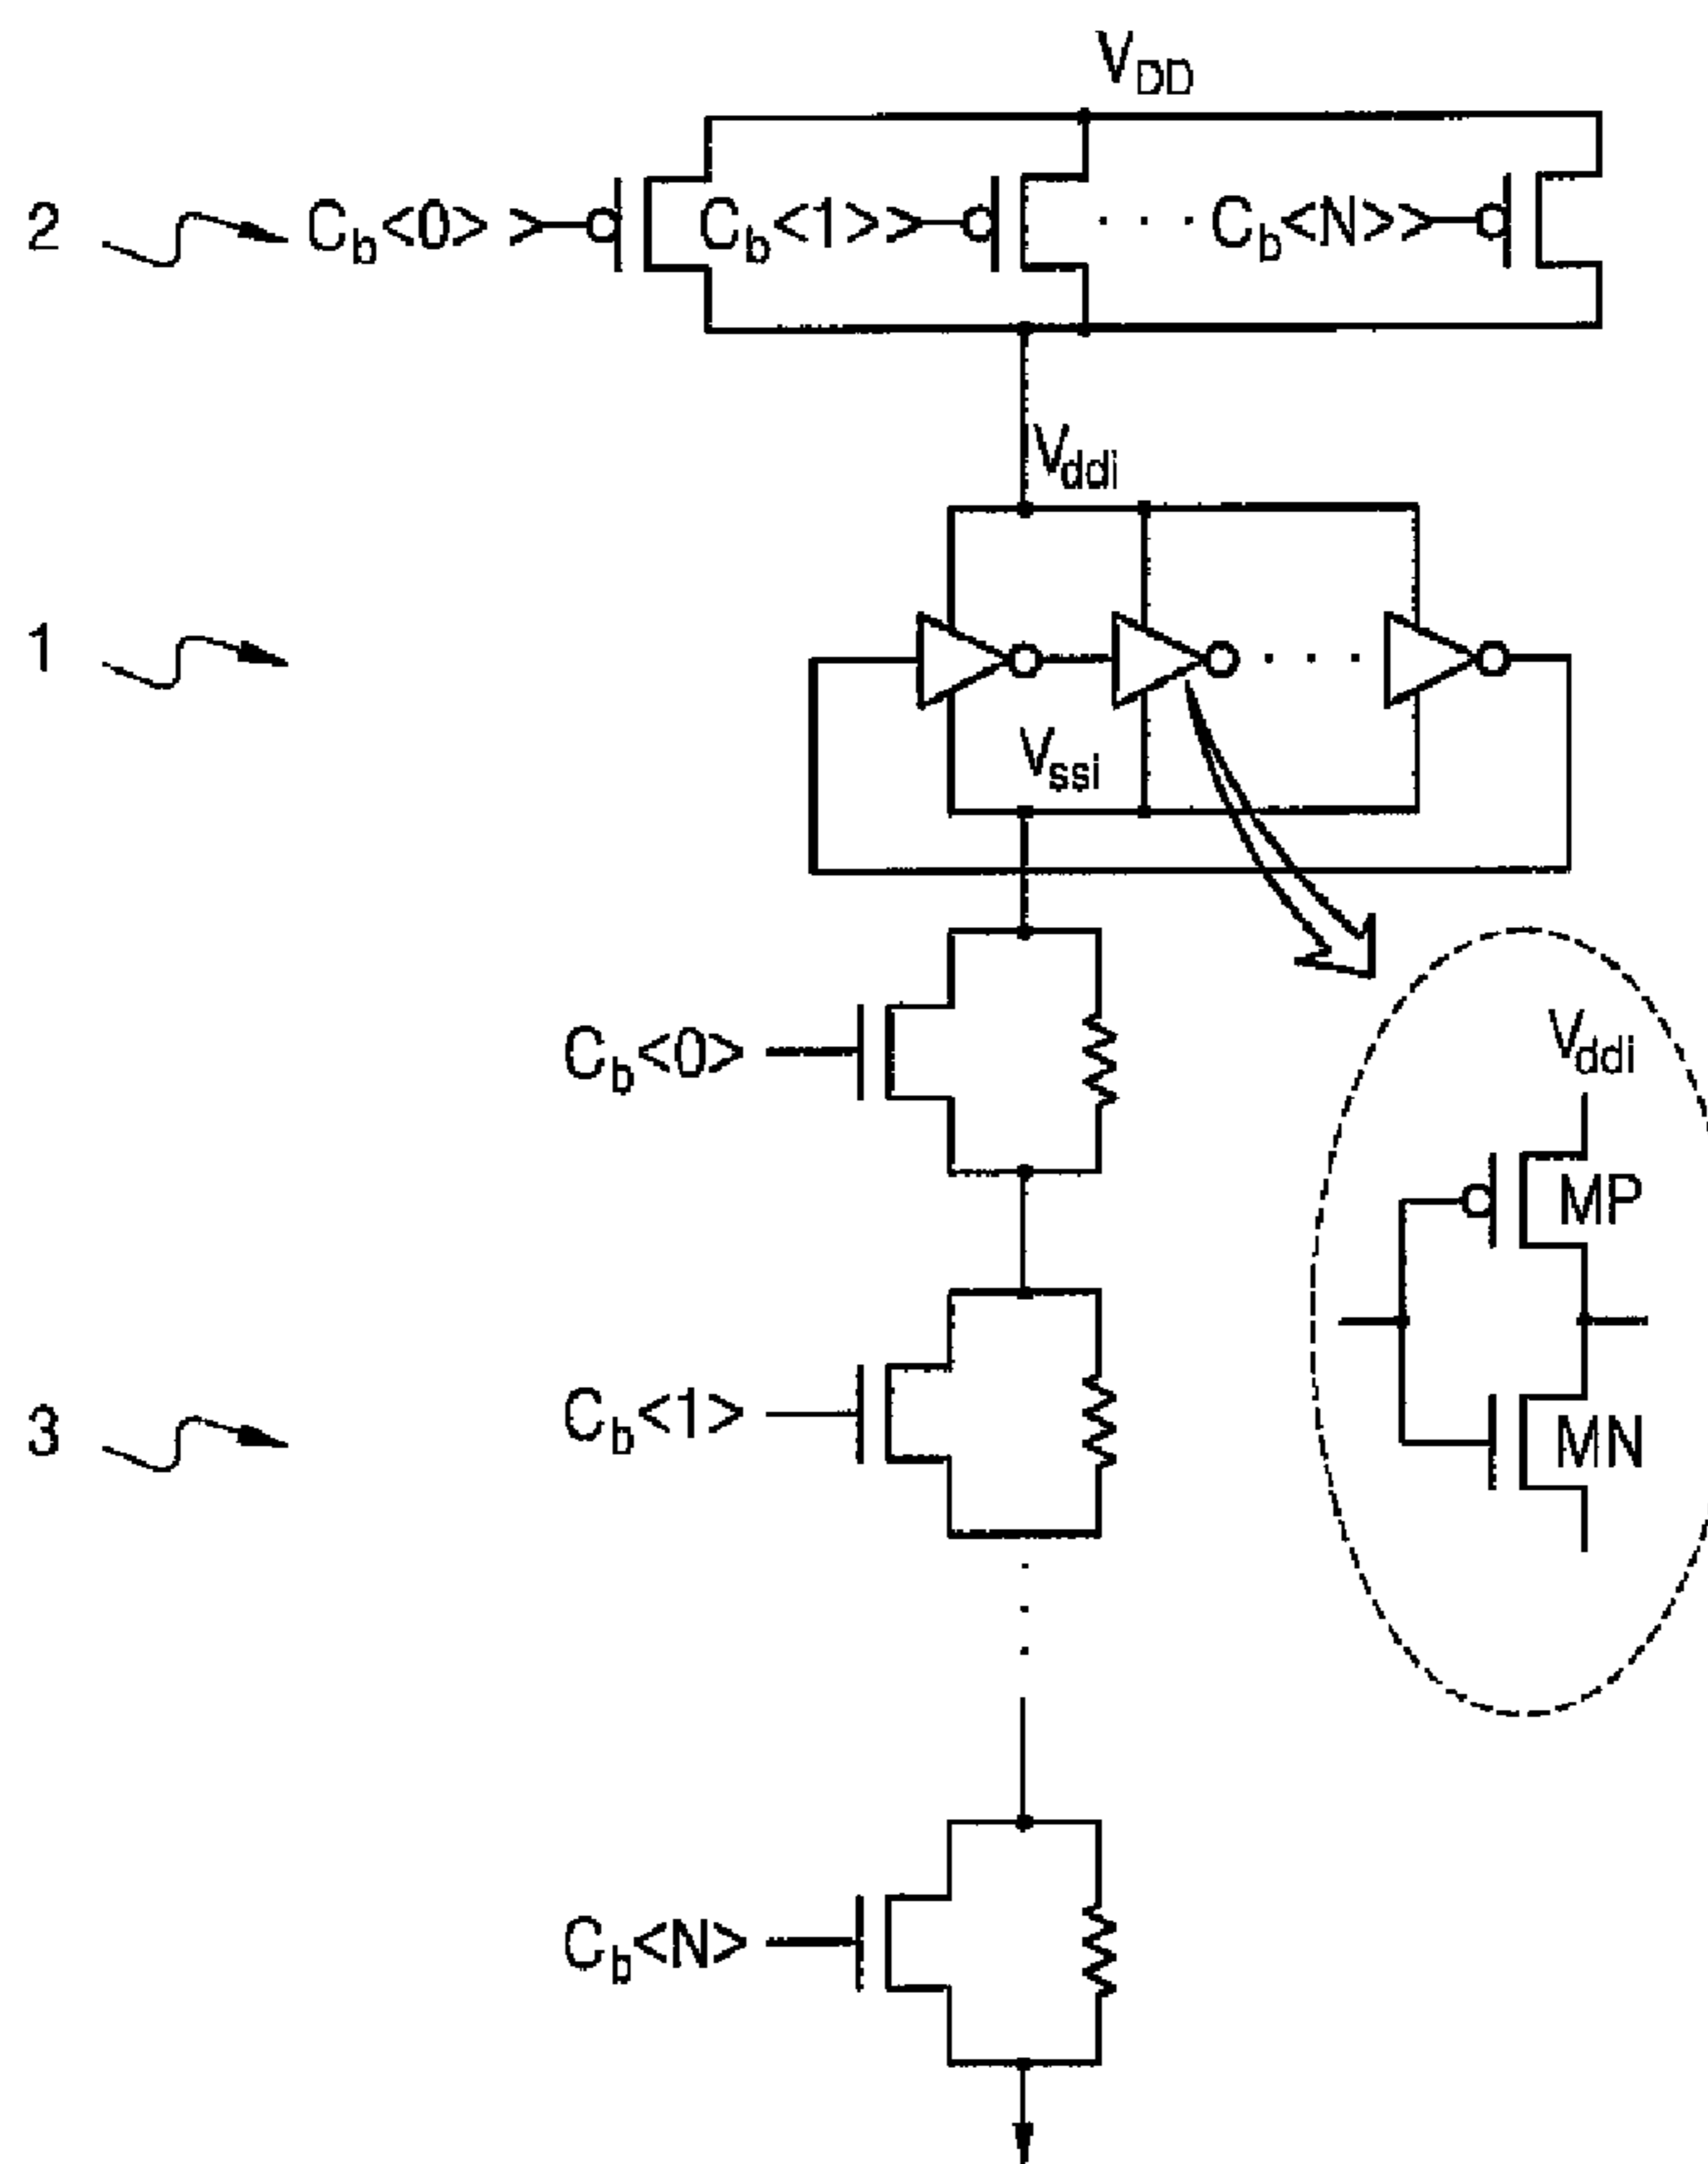 V_DD
2 C_b<0> > C_b<1>> · · · C_b<N>>
V_ddi
1 · · ·
V_ssi
C_b<0>
V_ddi
MP
C_b<1>
3 MN
C_b<N>